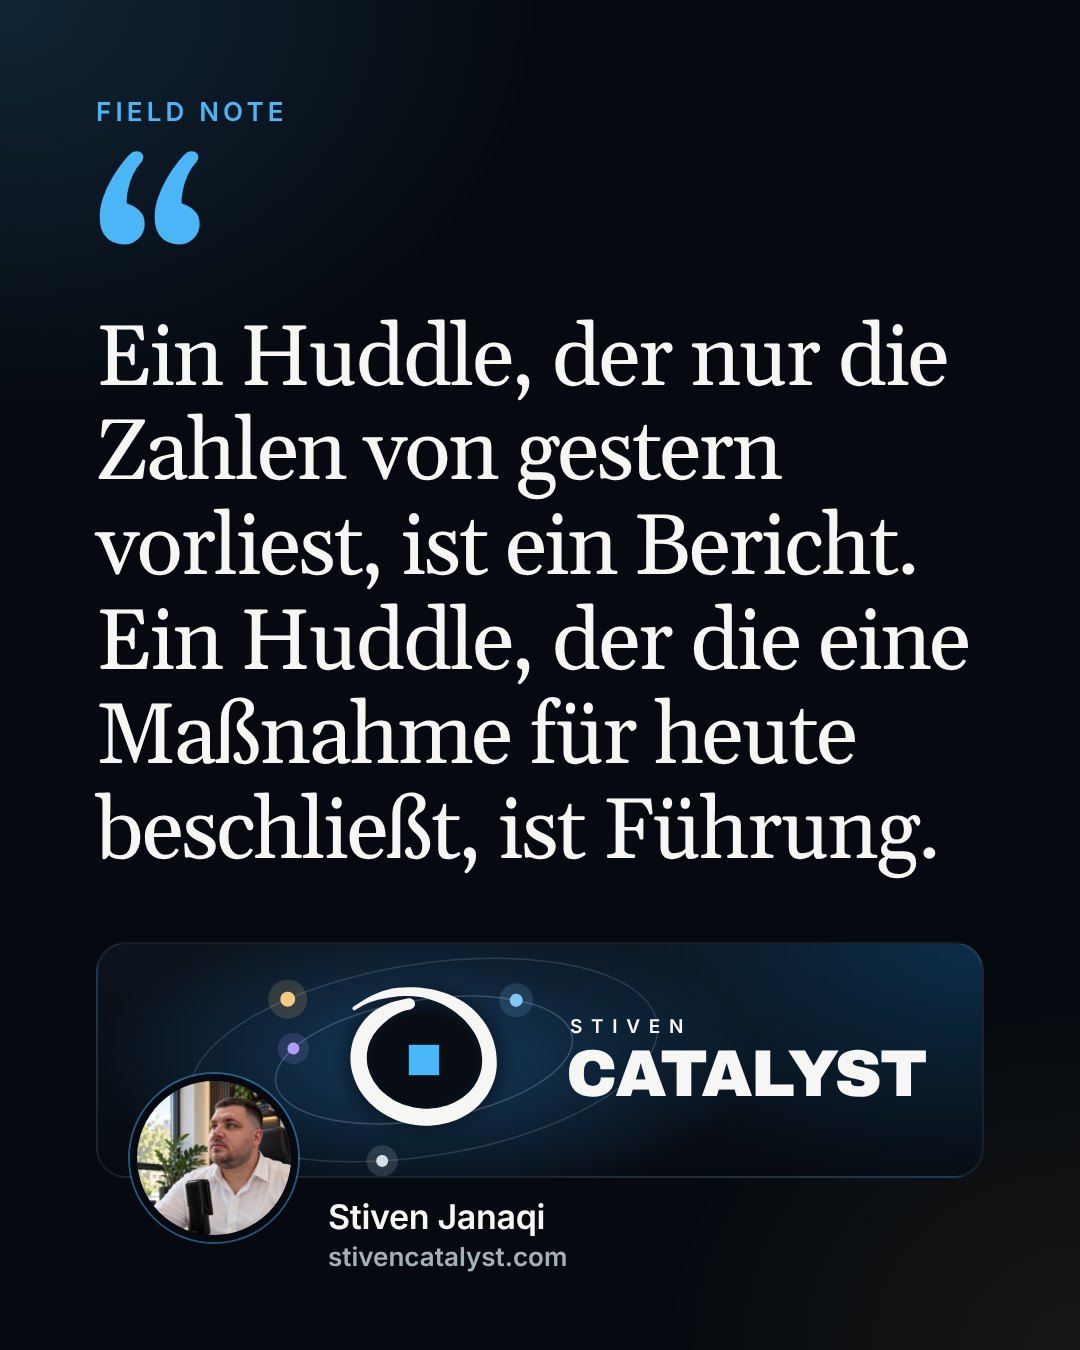 FIELD NOTE
“
Ein Huddle, der nur die
Zahlen von gestern
vorliest, ist ein Bericht.
Ein Huddle, der die eine
Maßnahme für heute
beschließt, ist Führung.
STIVEN
CATALYST
Stiven Janaqi
stivencatalyst.com